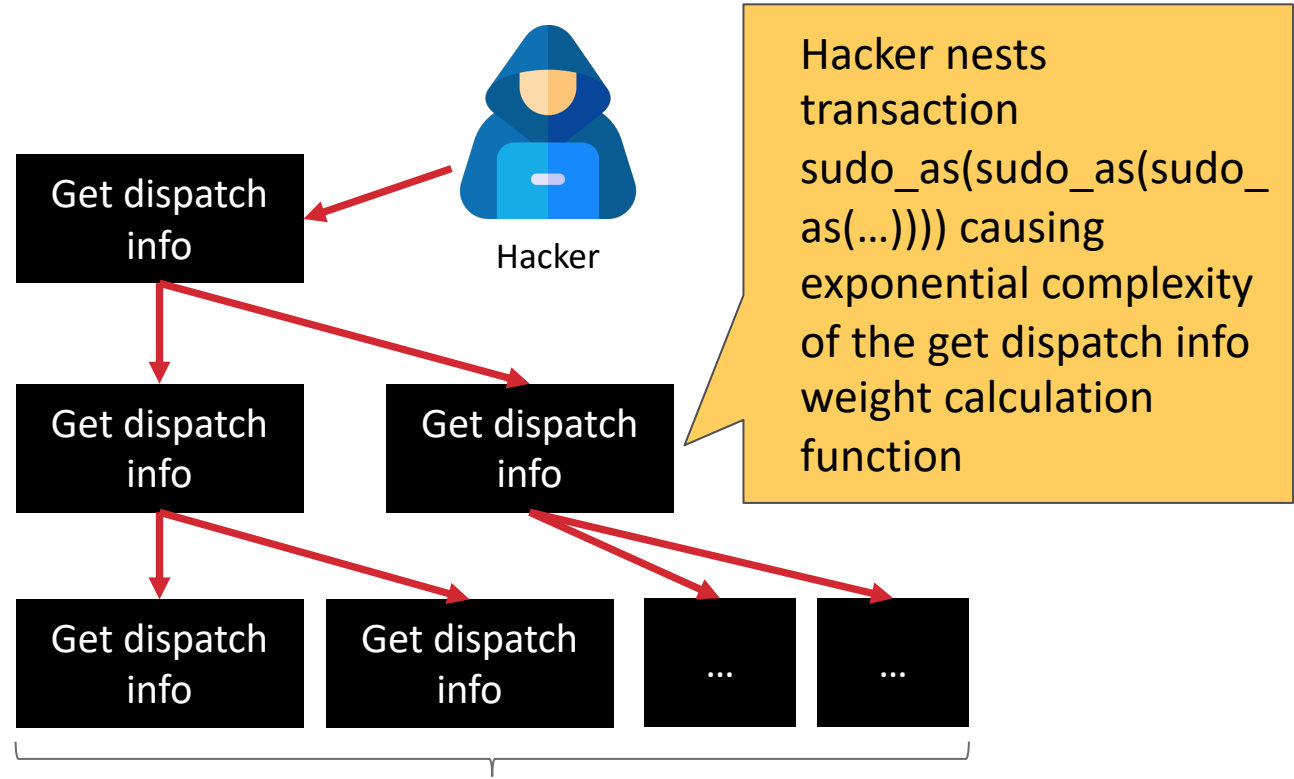 Hacker nests
transaction
sudo_as(sudo_as(sudo_
as(…)))) causing
exponential complexity
of the get dispatch info
weight calculation
function
Hacker
Get dispatch
info
Get dispatch
info
Get dispatch
info
Get dispatch
info
Get dispatch
info
...
...